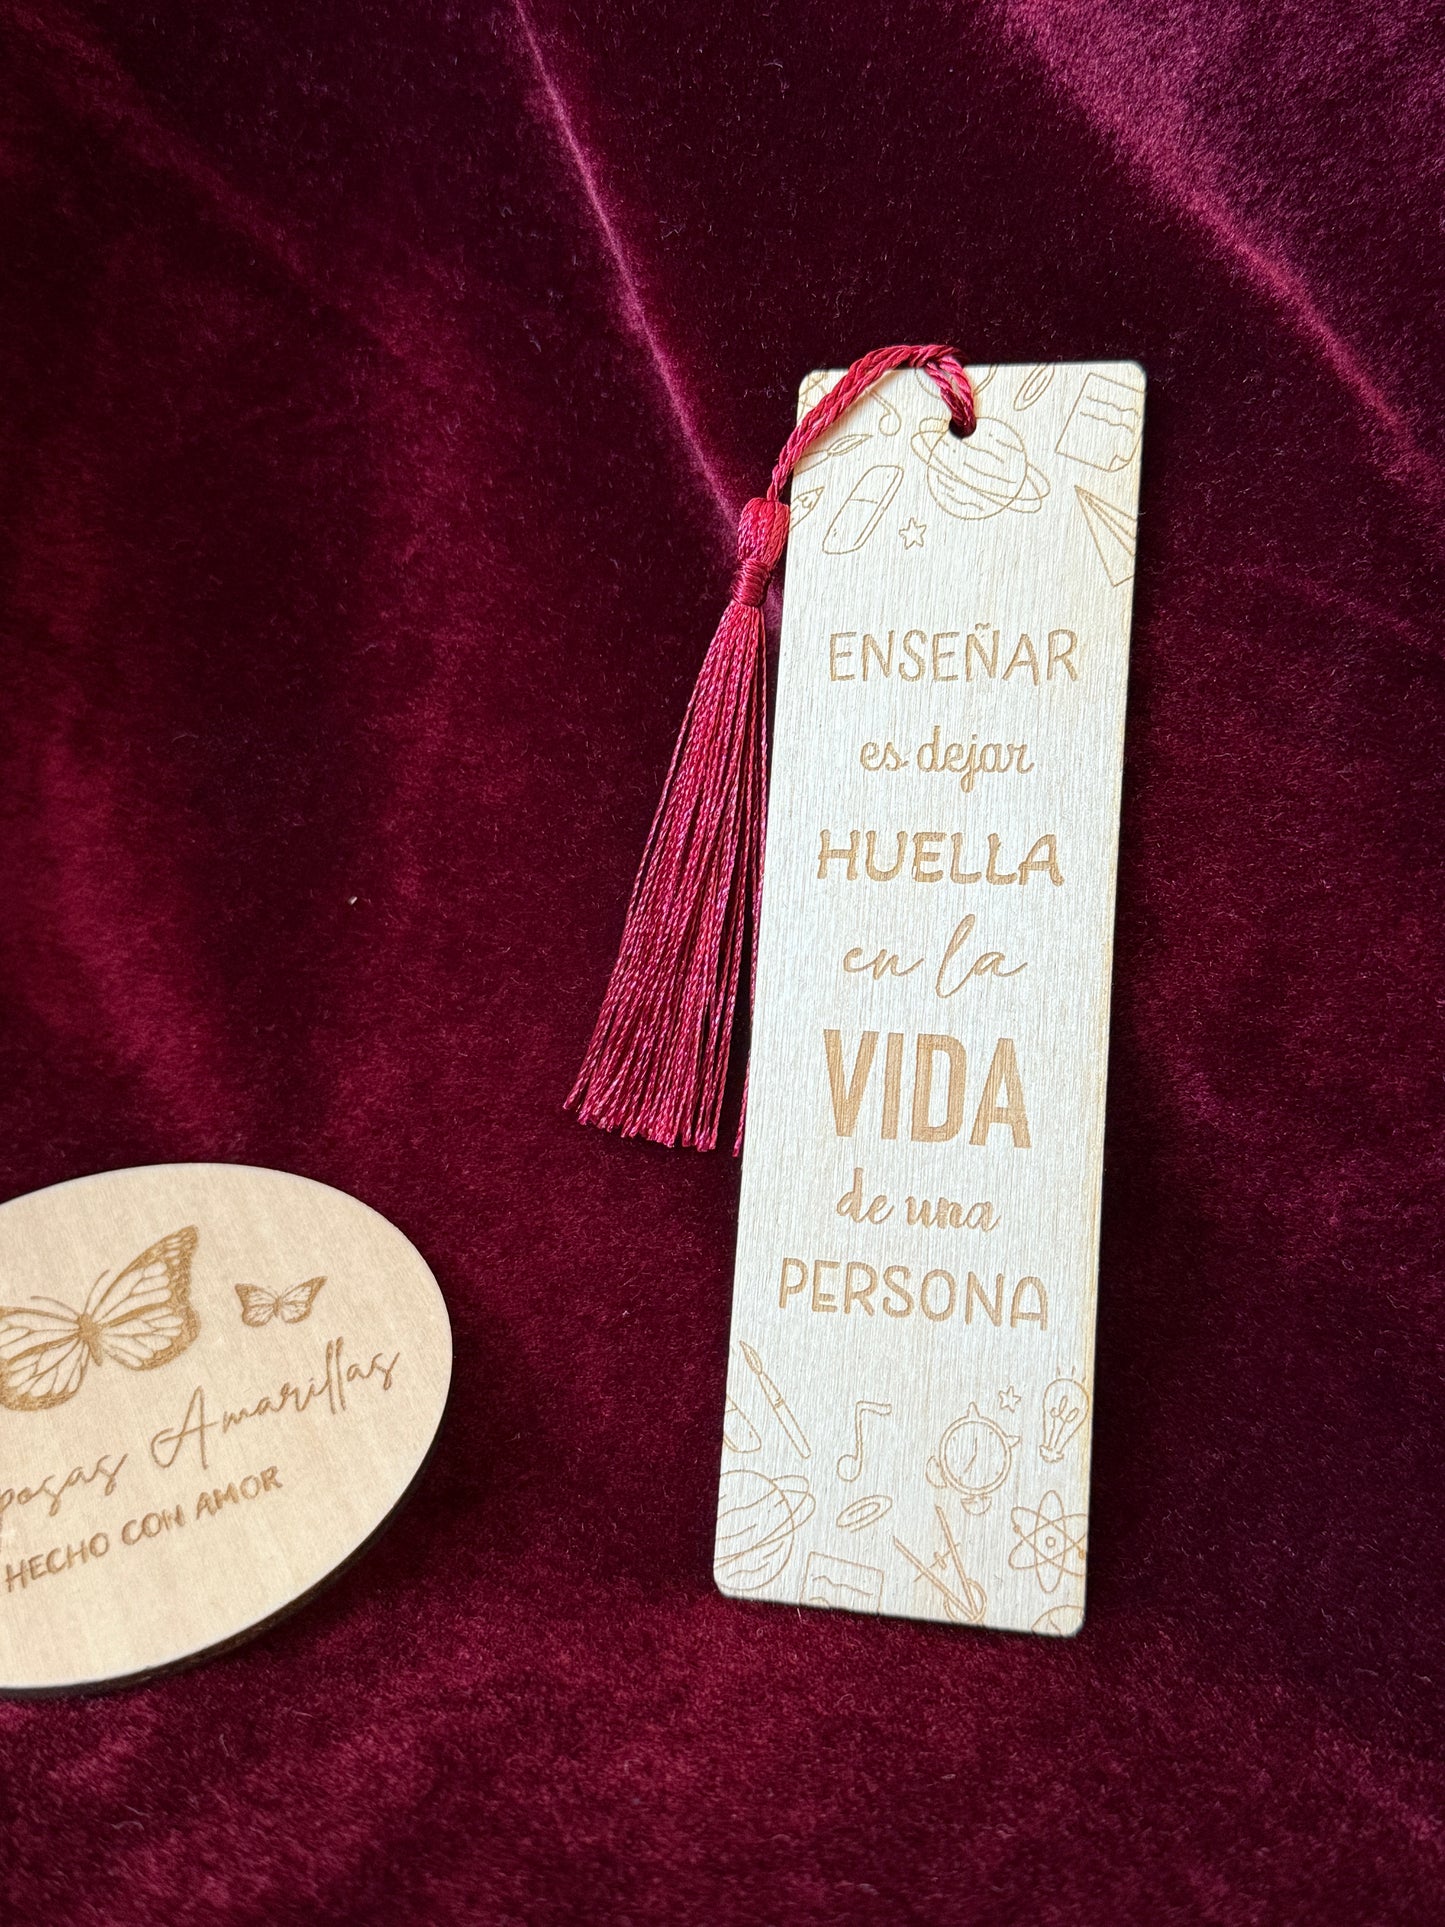 ENSEÑAR
es dejar
HUELLA
en la
VIDA
de una
PERSONA
Amarillas
HECHO CON AMOR